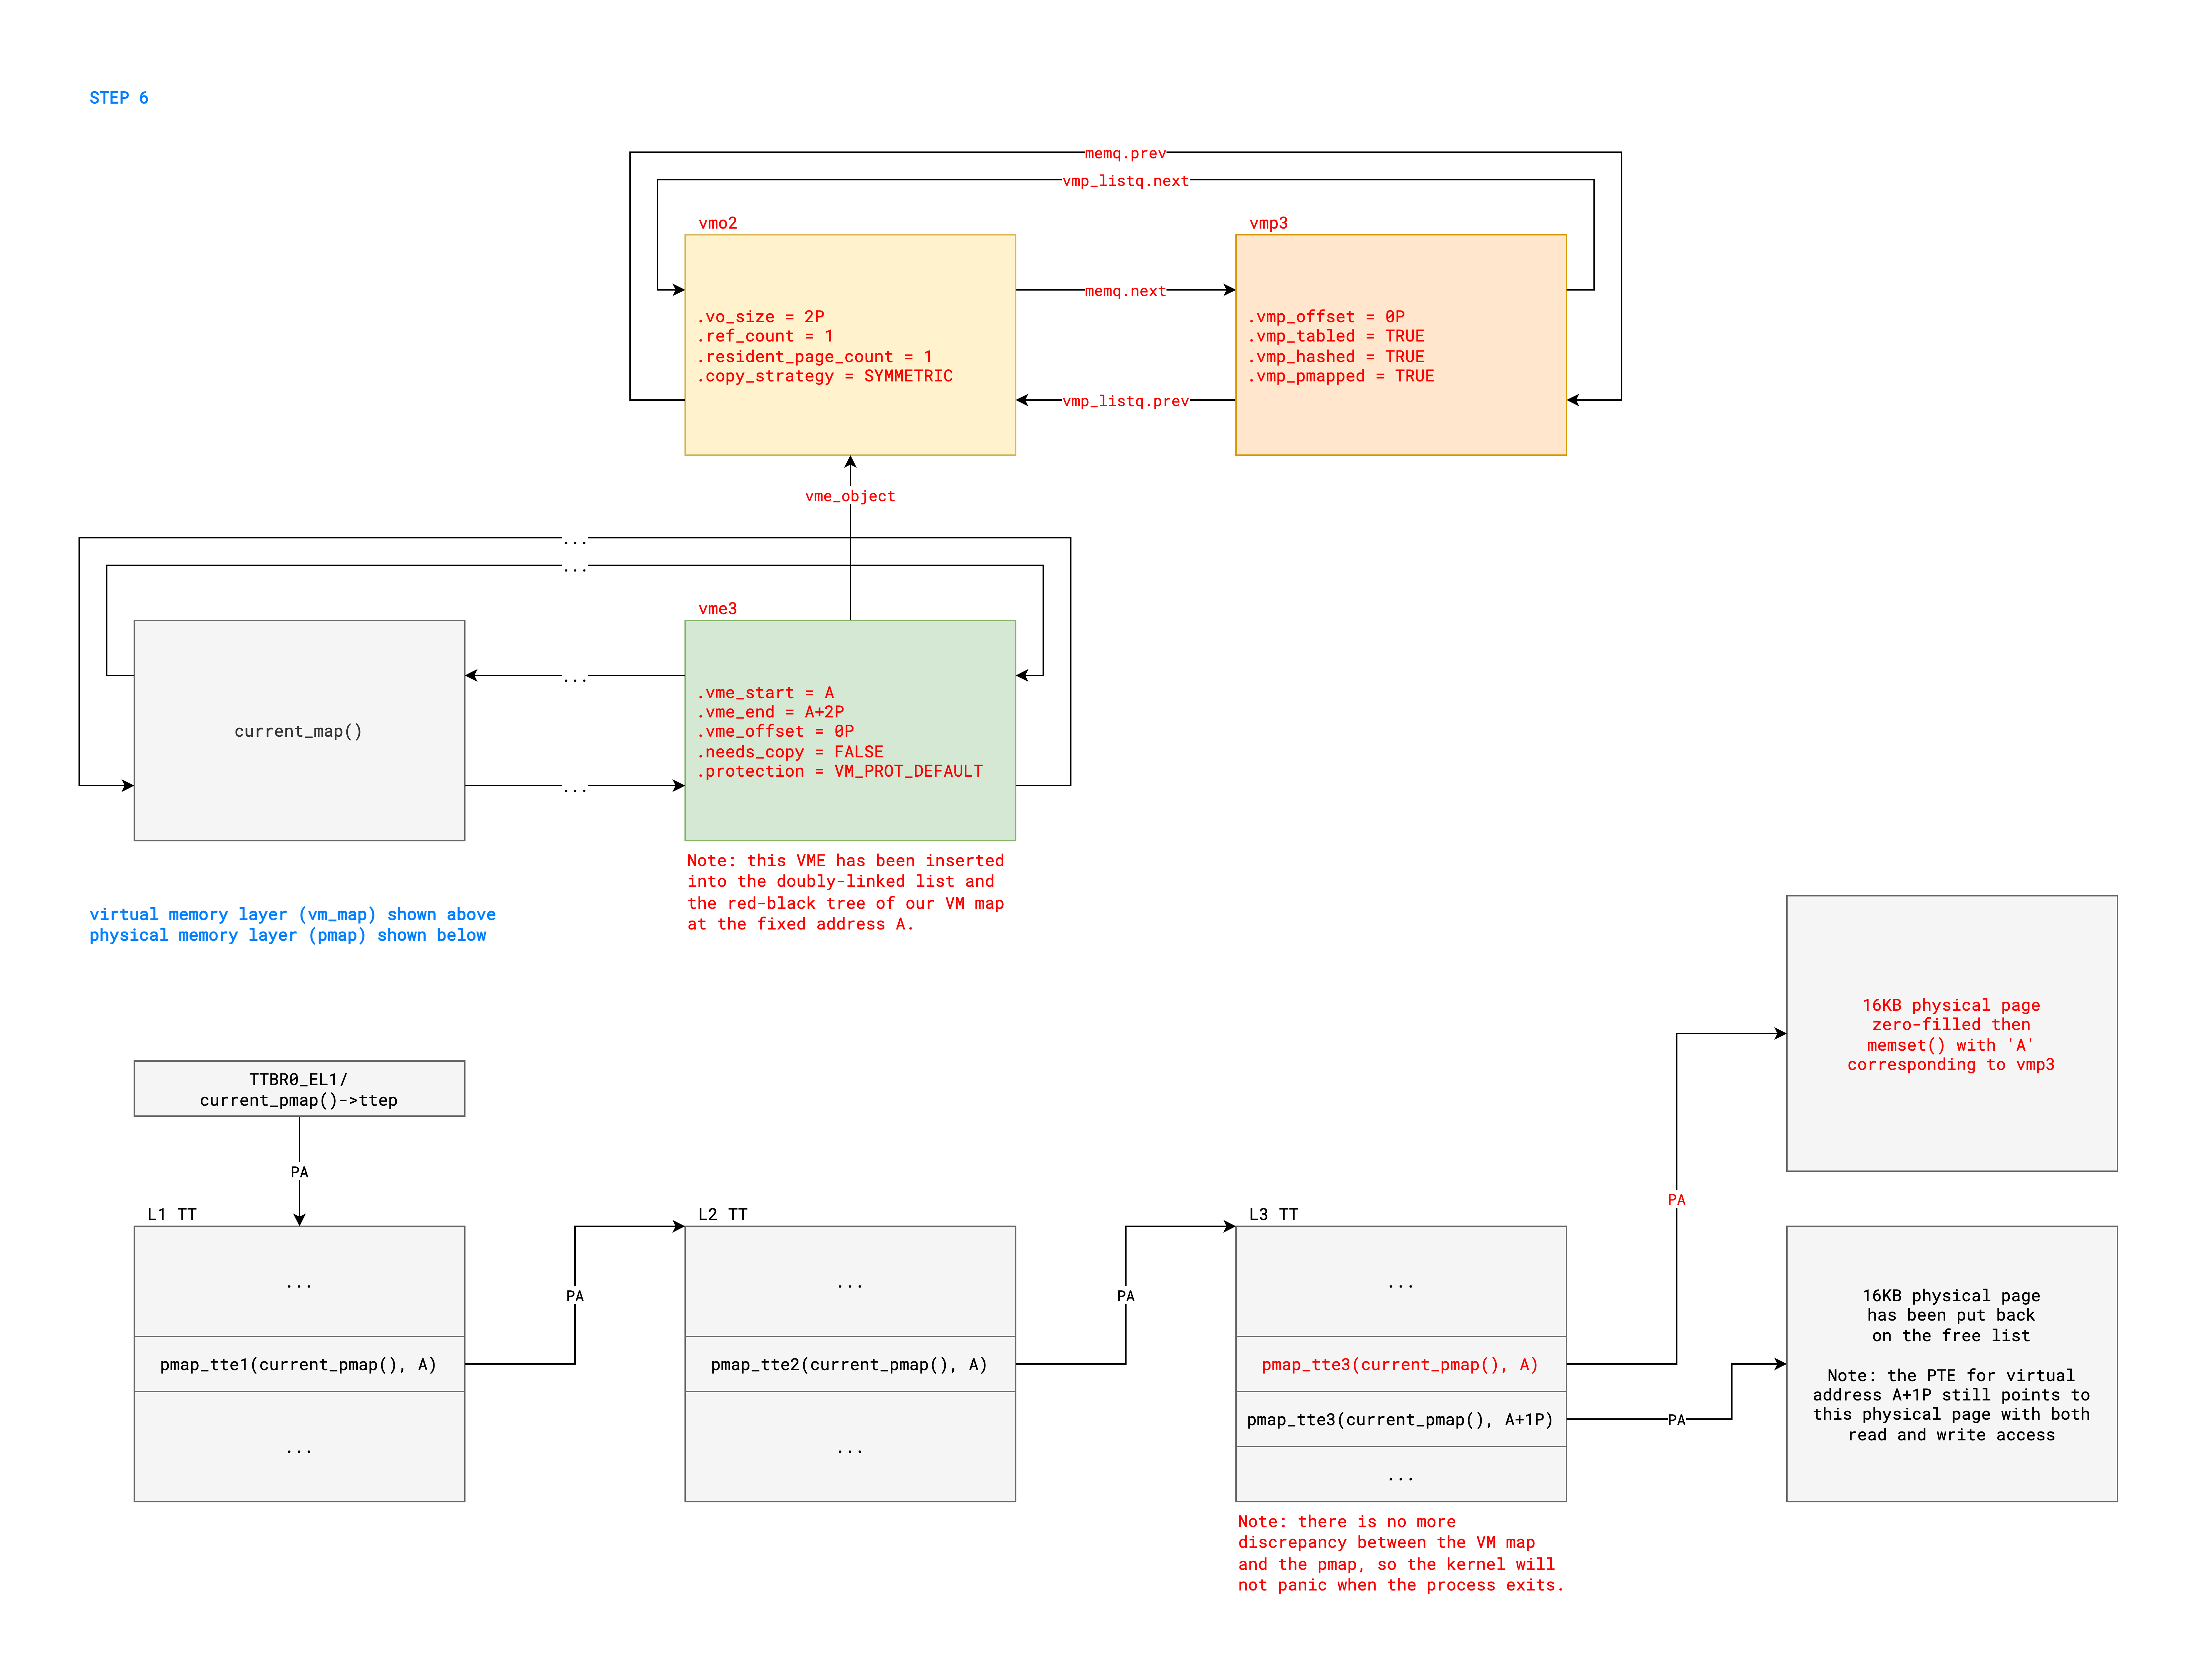 STEP 6
memq.prev
vmp_listq.next
vmo2
vmp3
memq.next
.vo_size = 2P
.ref_count = 1
.resident_page_count = 1
.copy_strategy = SYMMETRIC
.vmp_offset = 0P
.vmp_tabled = TRUE
.vmp_hashed = TRUE
.vmp_pmapped = TRUE
vmp_listq.prev
vme_object
...
...
vme3
...
current_map()
.vme_start = A
.vme_end = A+2P
.vme_offset = 0P
.needs_copy = FALSE
.protection = VM_PROT_DEFAULT
...
Note: this VME has been inserted
into the doubly-linked list and
the red-black tree of our VM map
at the fixed address A.
virtual memory layer (vm_map) shown above
physical memory layer (pmap) shown below
16KB physical page
zero-filled then
memset() with 'A'
corresponding to vmp3
TTBR0_EL1/
current_pmap()->ttep
PA
PA
L1 TT
L2 TT
L3 TT
...
PA
...
PA
...
pmap_tte1(current_pmap(), A)
pmap_tte2(current_pmap(), A)
pmap_tte3(current_pmap(), A)
pmap_tte3(current_pmap(), A+1P)
PA
...
...
...
16KB physical page
has been put back
on the free list
Note: the PTE for virtual
address A+1P still points to
this physical page with both
read and write access
Note: there is no more
discrepancy between the VM map
and the pmap, so the kernel will
not panic when the process exits.